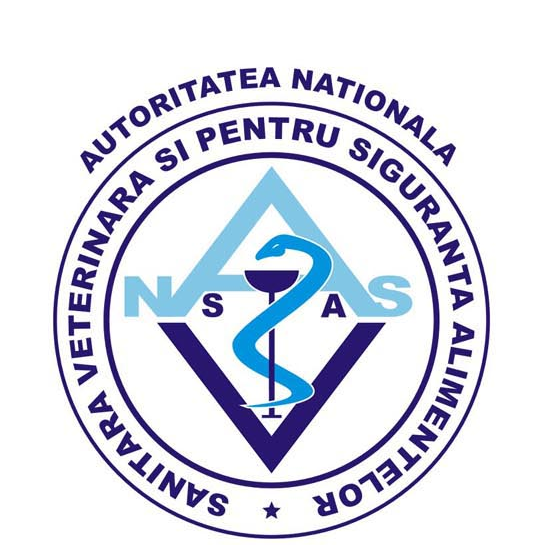 AUTORITATEA NATIONALA
SANITARA VETERINARA SI PENTRU SIGURANTA ALIMENTELOR
A
N S A S
V